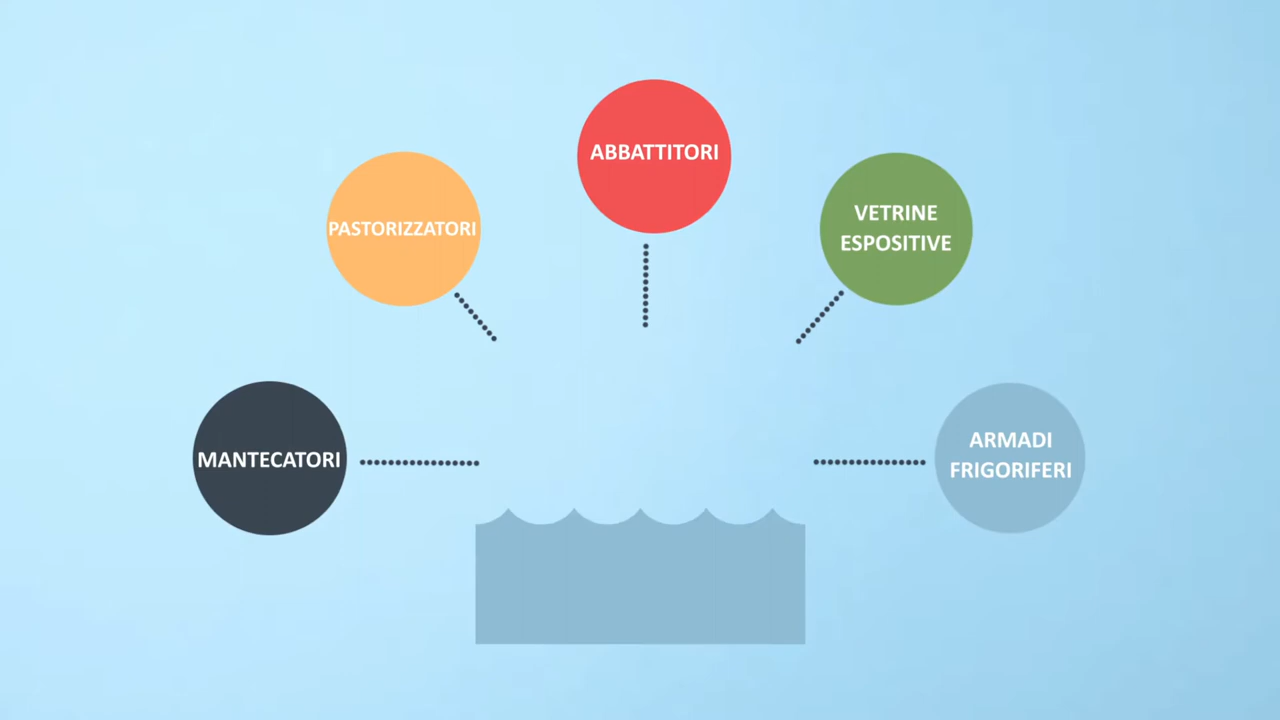 ABBATTITORI
PASTORIZZATORI
VETRINE
ESPOSITIVE
MANTECATORI
ARMADI
FRIGORIFERI